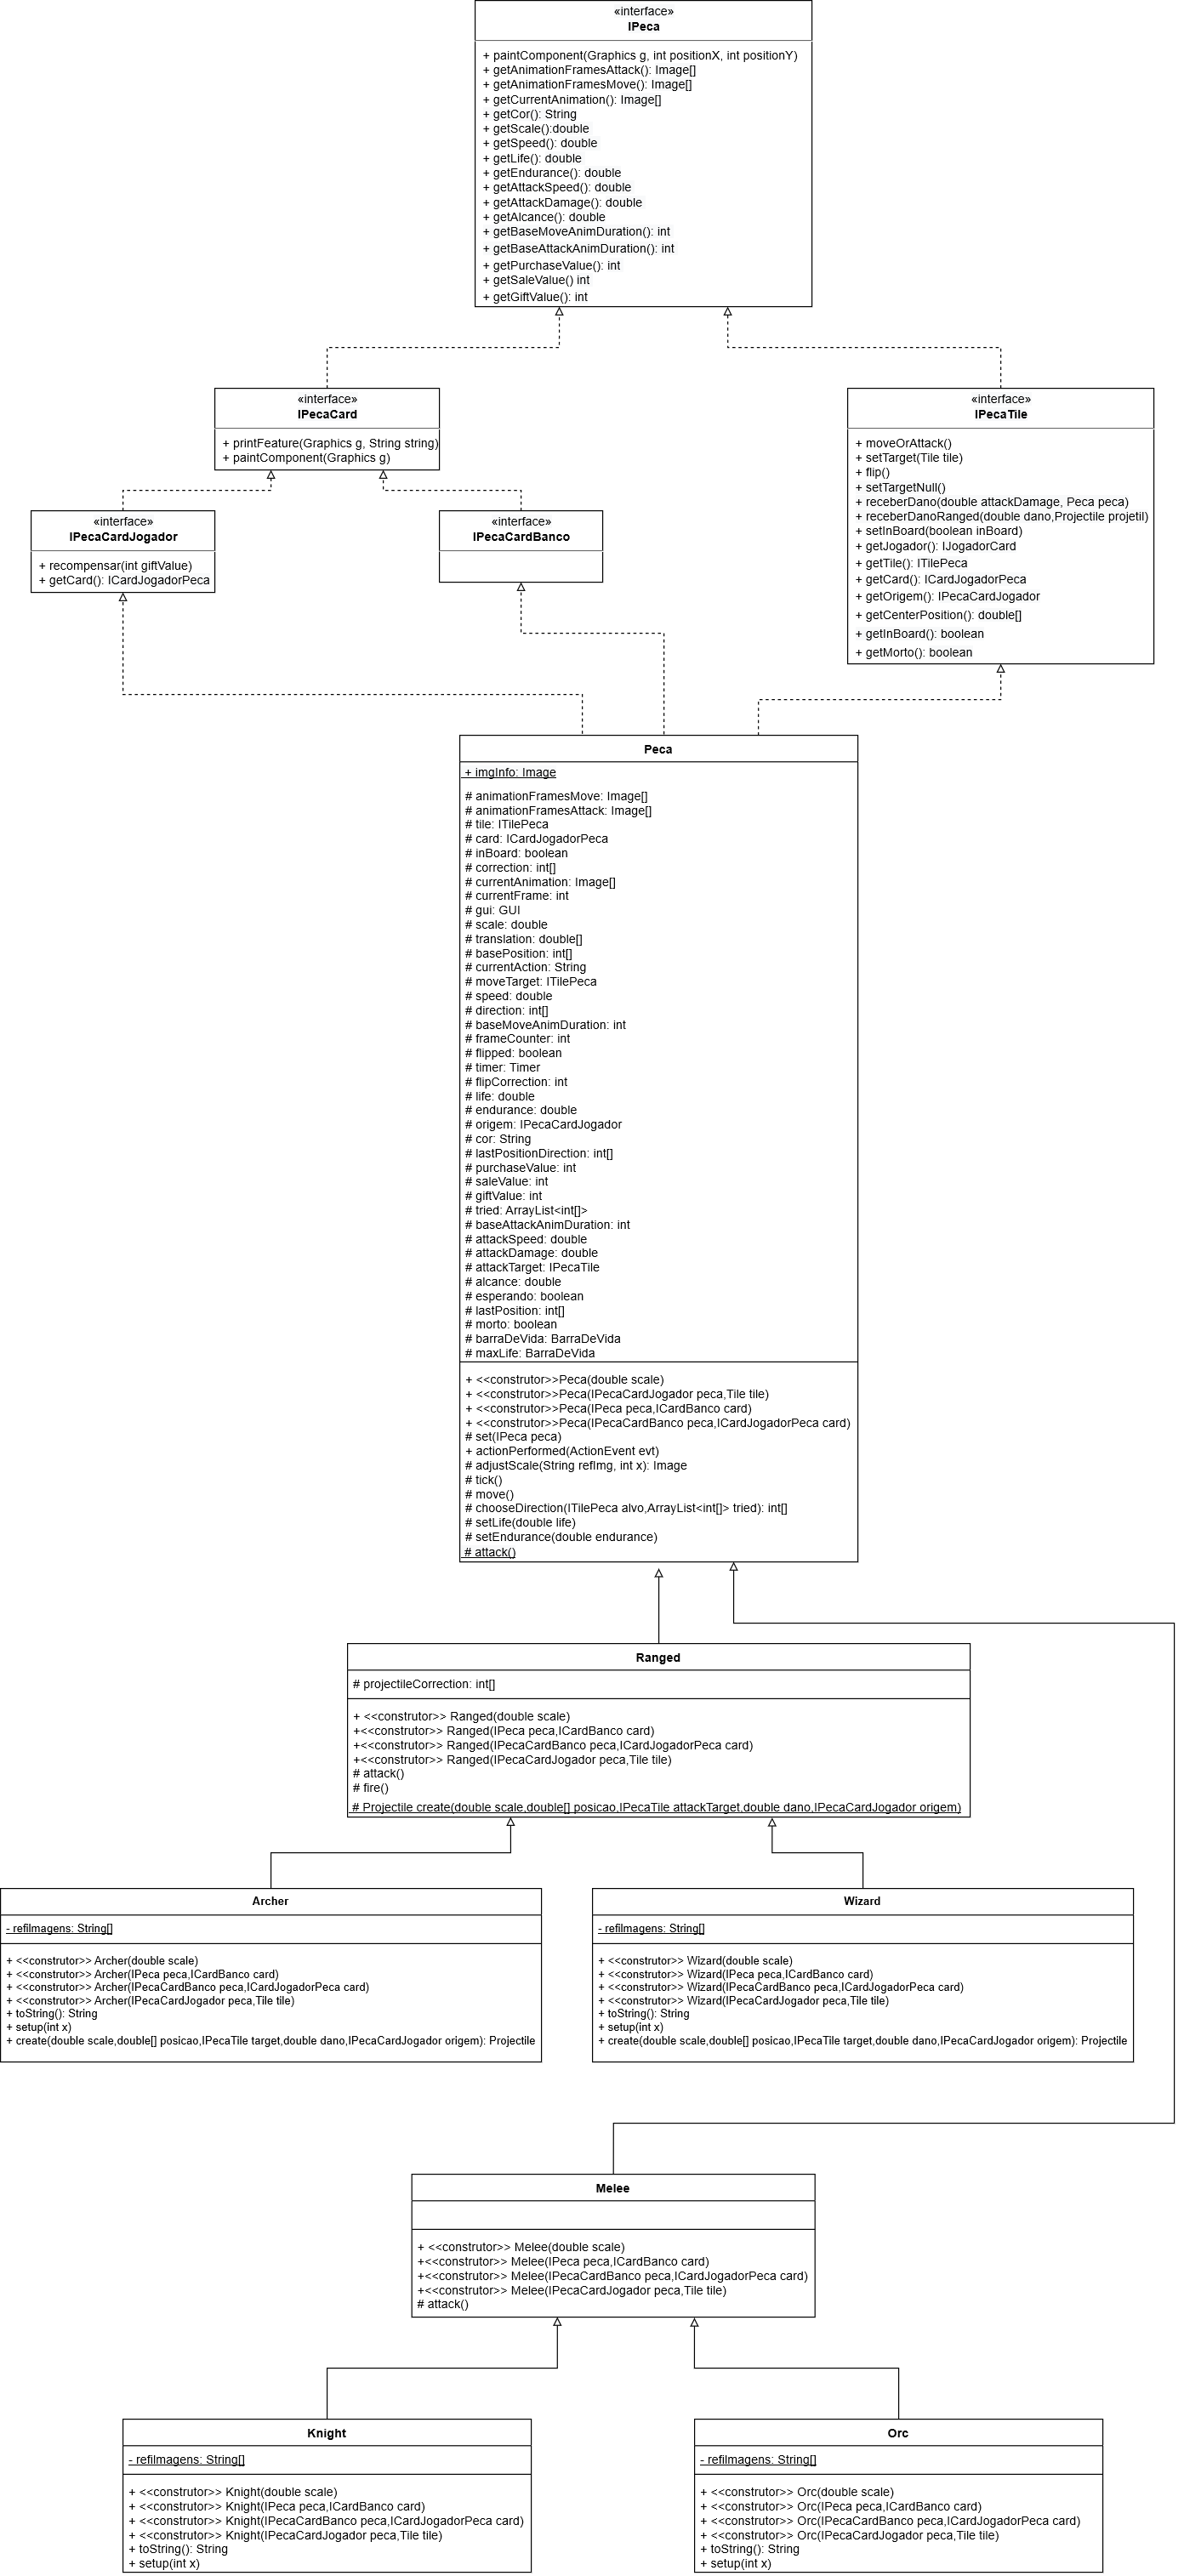 «interface»
IPeca
+ paintComponent(Graphics g, int positionX, int positionY)
+ getAnimationFramesAttack(): Image[]
+ getAnimationFramesMove(): Image[]
+ getCurrentAnimation(): Image[]
+ getCor(): String
+ getScale():double
+ getSpeed(): double
+ getLife(): double
+ getEndurance(): double
+ getAttackSpeed(): double
+ getAttackDamage(): double
+ getAlcance(): double
+ getBaseMoveAnimDuration(): int
+ getBaseAttackAnimDuration(): int
+ getPurchaseValue(): int
+ getSaleValue() int
+ getGiftValue(): int
«interface»
IPecaCard
+ printFeature(Graphics g, String string)
+ paintComponent(Graphics g)
«interface»
IPecaTile
+ moveOrAttack()
+ setTarget(Tile tile)
+ flip()
+ setTargetNull()
+ receberDano(double attackDamage, Peca peca)
+ receberDanoRanged(double dano,Projectile projetil)
+ setInBoard(boolean inBoard)
+ getJogador(): IJogadorCard
+ getTile(): ITilePeca
+ getCard(): ICardJogadorPeca
+ getOrigem(): IPecaCardJogador
+ getCenterPosition(): double[]
+ getInBoard(): boolean
+ getMorto(): boolean
«interface»
IPecaCardJogador
+ recompensar(int giftValue)
+ getCard(): ICardJogadorPeca
«interface»
IPecaCardBanco
Peca
+ imgInfo: Image
# animationFramesMove: Image[]
# animationFramesAttack: Image[]
# tile: ITilePeca
# card: ICardJogadorPeca
# inBoard: boolean
# correction: int[]
# currentAnimation: Image[]
# currentFrame: int
# gui: GUI
# scale: double
# translation: double[]
# basePosition: int[]
# currentAction: String
# moveTarget: ITilePeca
# speed: double
# direction: int[]
# baseMoveAnimDuration: int
# frameCounter: int
# flipped: boolean
# timer: Timer
# flipCorrection: int
# life: double
# endurance: double
# origem: IPecaCardJogador
# cor: String
# lastPositionDirection: int[]
# purchaseValue: int
# saleValue: int
# giftValue: int
# tried: ArrayList<int[]>
# baseAttackAnimDuration: int
# attackSpeed: double
# attackDamage: double
# attackTarget: IPecaTile
# alcance: double
# esperando: boolean
# lastPosition: int[]
# morto: boolean
# barraDeVida: BarraDeVida
# maxLife: BarraDeVida
+ <<construtor>>Peca(double scale)
+ <<construtor>>Peca(IPecaCardJogador peca,Tile tile)
+ <<construtor>>Peca(IPeca peca,ICardBanco card)
+ <<construtor>>Peca(IPecaCardBanco peca,ICardJogadorPeca card)
# set(IPeca peca)
+ actionPerformed(ActionEvent evt)
# adjustScale(String refImg, int x): Image
# tick()
# move()
# chooseDirection(ITilePeca alvo,ArrayList<int[]> tried): int[]
# setLife(double life)
# setEndurance(double endurance)
# attack()
Ranged
# projectileCorrection: int[]
+ <<construtor>> Ranged(double scale)
+<<construtor>> Ranged(IPeca peca,ICardBanco card)
+<<construtor>> Ranged(IPecaCardBanco peca,ICardJogadorPeca card)
+<<construtor>> Ranged(IPecaCardJogador peca,Tile tile)
# attack()
# fire()
# Projectile create(double scale,double[] posicao,IPecaTile attackTarget,double dano,IPecaCardJogador origem)
Archer
- refiImagens: String[]
+ <<construtor>> Archer(double scale)
+ <<construtor>> Archer(IPeca peca,ICardBanco card)
+ <<construtor>> Archer(IPecaCardBanco peca,ICardJogadorPeca card)
+ <<construtor>> Archer(IPecaCardJogador peca,Tile tile)
+ toString(): String
+ setup(int x)
+ create(double scale,double[] posicao,IPecaTile target,double dano,IPecaCardJogador origem): Projectile
Wizard
- refiImagens: String[]
+ <<construtor>> Wizard(double scale)
+ <<construtor>> Wizard(IPeca peca,ICardBanco card)
+ <<construtor>> Wizard(IPecaCardBanco peca,ICardJogadorPeca card)
+ <<construtor>> Wizard(IPecaCardJogador peca,Tile tile)
+ toString(): String
+ setup(int x)
+ create(double scale,double[] posicao,IPecaTile target,double dano,IPecaCardJogador origem): Projectile
Melee
+ <<construtor>> Melee(double scale)
+<<construtor>> Melee(IPeca peca,ICardBanco card)
+<<construtor>> Melee(IPecaCardBanco peca,ICardJogadorPeca card)
+<<construtor>> Melee(IPecaCardJogador peca,Tile tile)
# attack()
Knight
- refiImagens: String[]
+ <<construtor>> Knight(double scale)
+ <<construtor>> Knight(IPeca peca,ICardBanco card)
+ <<construtor>> Knight(IPecaCardBanco peca,ICardJogadorPeca card)
+ <<construtor>> Knight(IPecaCardJogador peca,Tile tile)
+ toString(): String
+ setup(int x)
Orc
- refiImagens: String[]
+ <<construtor>> Orc(double scale)
+ <<construtor>> Orc(IPeca peca,ICardBanco card)
+ <<construtor>> Orc(IPecaCardBanco peca,ICardJogadorPeca card)
+ <<construtor>> Orc(IPecaCardJogador peca,Tile tile)
+ toString(): String
+ setup(int x)